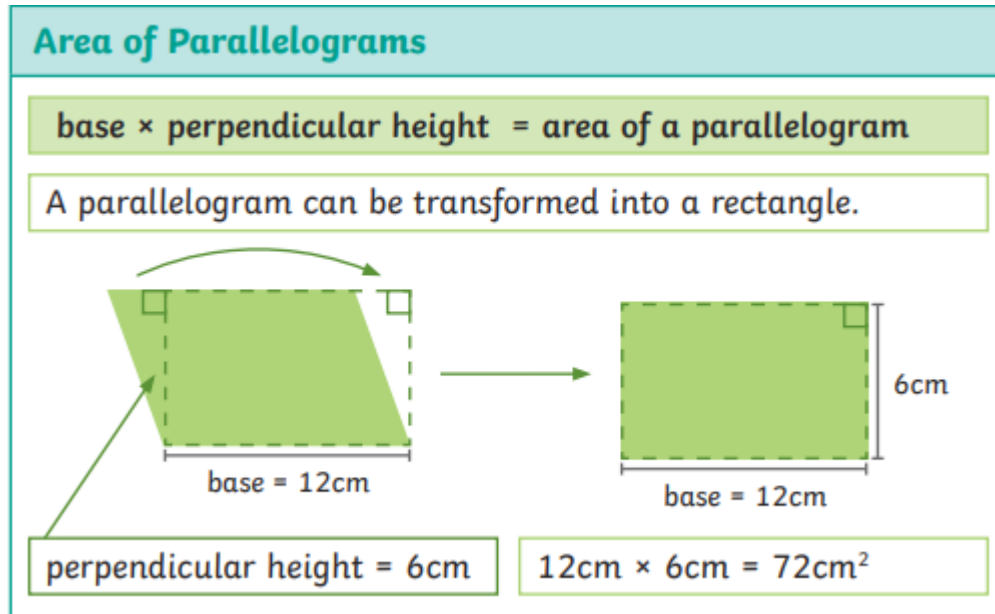 Area of Parallelograms
base × perpendicular height = area of a parallelogram
A parallelogram can be transformed into a rectangle.
6cm
base = 12cm
base = 12cm
perpendicular height = 6cm
12cm × 6cm = 72cm²